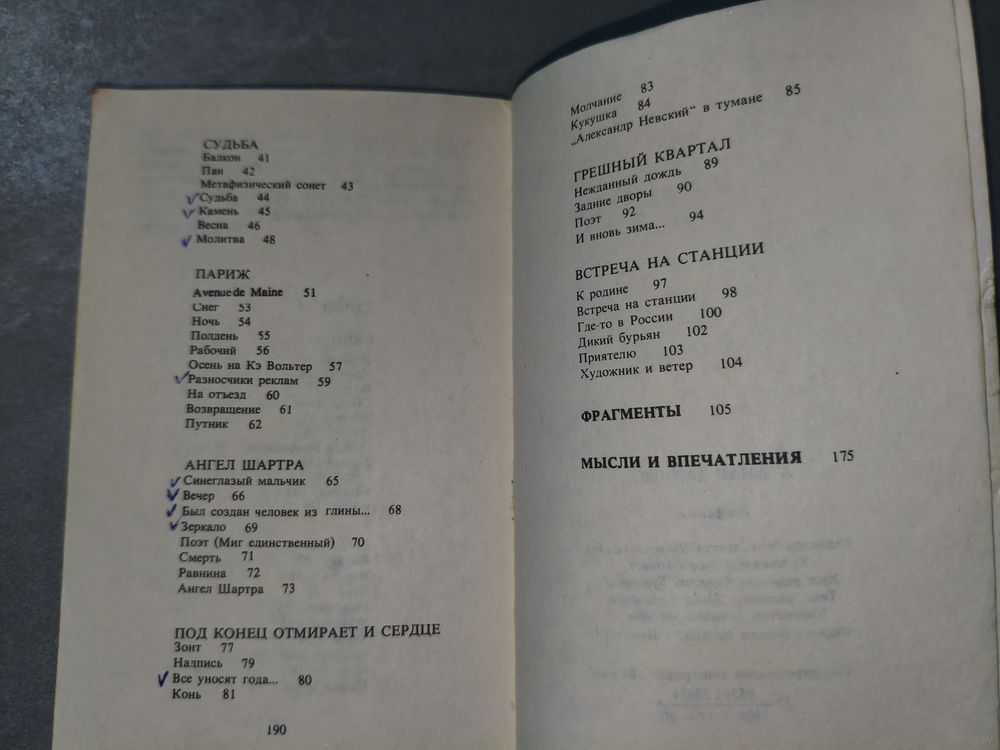 СУДЬБА
Балкон 41
Пан 42
Метафизический сонет 43
Судьба 44
Камень 45
Весна 46
Молитва 48
ПАРИЖ
Avenue de Maine 51
Снег 53
Ночь 54
Полдень 55
Рабочий 56
Осень на Кэ Вольтер 57
Разносчики реклам 59
На отъезд 60
Возвращение 61
Путник 62
АНГЕЛ ШАРТРА
Синеглазый мальчик 65
Вечер 66
Был создан человек из глины... 68
Зеркало 69
Поэт (Миг единственный) 70
Смерть 71
Равнина 72
Ангел Шартра 73
ПОД КОНЕЦ ОТМИРАЕТ И СЕРДЦЕ
Зонт 77
Надпись 79
Все уносят года... 80
Конь 81
190
Молчание 83
Кукушка 84
„Александр Невский“ в тумане 85
ГРЕШНЫЙ КВАРТАЛ
Нежданный дождь 89
Задние дворы 90
Поэт 92
И вновь зима... 94
ВСТРЕЧА НА СТАНЦИИ
К родине 97
Встреча на станции 98
Где-то в России 100
Дикий бурьян 102
Приятелю 103
Художник и ветер 104
ФРАГМЕНТЫ 105
МЫСЛИ И ВПЕЧАТЛЕНИЯ 175